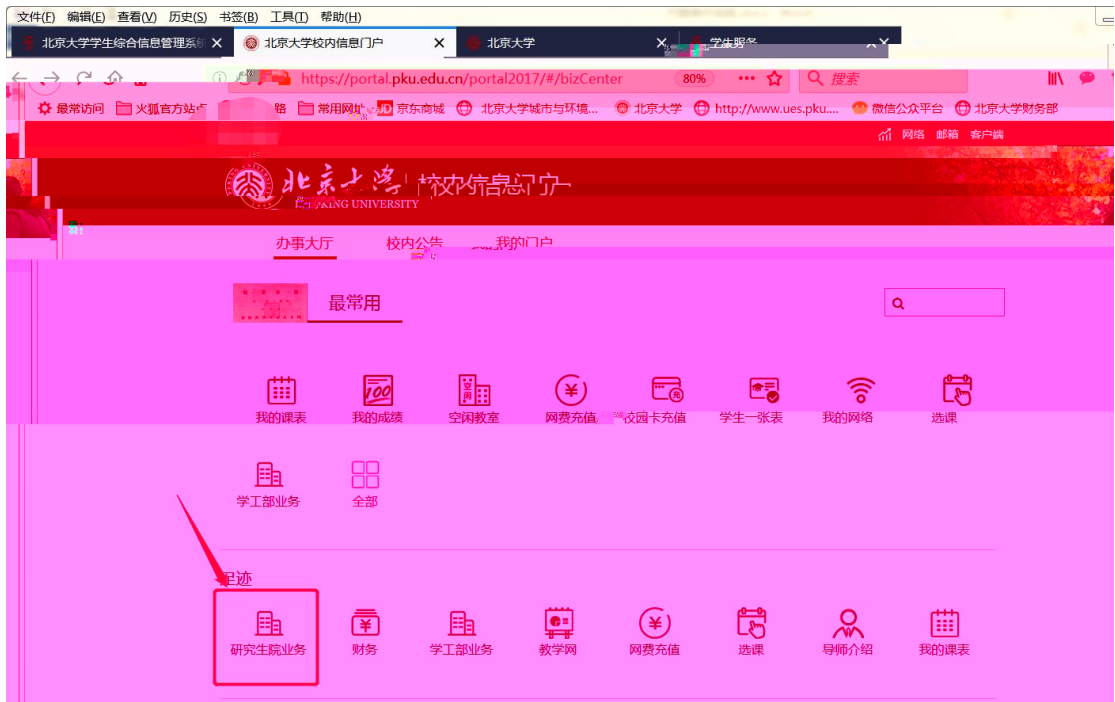 文件(F) 编辑(E) 查看(V) 历史(S) 书签(B) 工具(T) 帮助(H)
北京大学学生综合信息管理系统 北京大学校内信息门户 北京大学 学生服务
https://portal.pku.edu.cn/portal2017/#/bizCenter 80% 搜索
最常访问 火狐官方站点 常用网址 JD 京东商城 北京大学城市与环境... 北京大学 http://www.ues.pku.... 微信公众平台 北京大学财务部
网络 邮箱 客户端
北京大学 校内信息门户
UNIVERSITY
办事大厅 校内公告 我的门户
最常用
我的课表 我的成绩 空闲教室 网费充值 校园卡充值 学生一张表 我的网络 选课
学工部业务 全部
足迹
研究生院业务 财务 学工部业务 教学网 网费充值 选课 导师介绍 我的课表